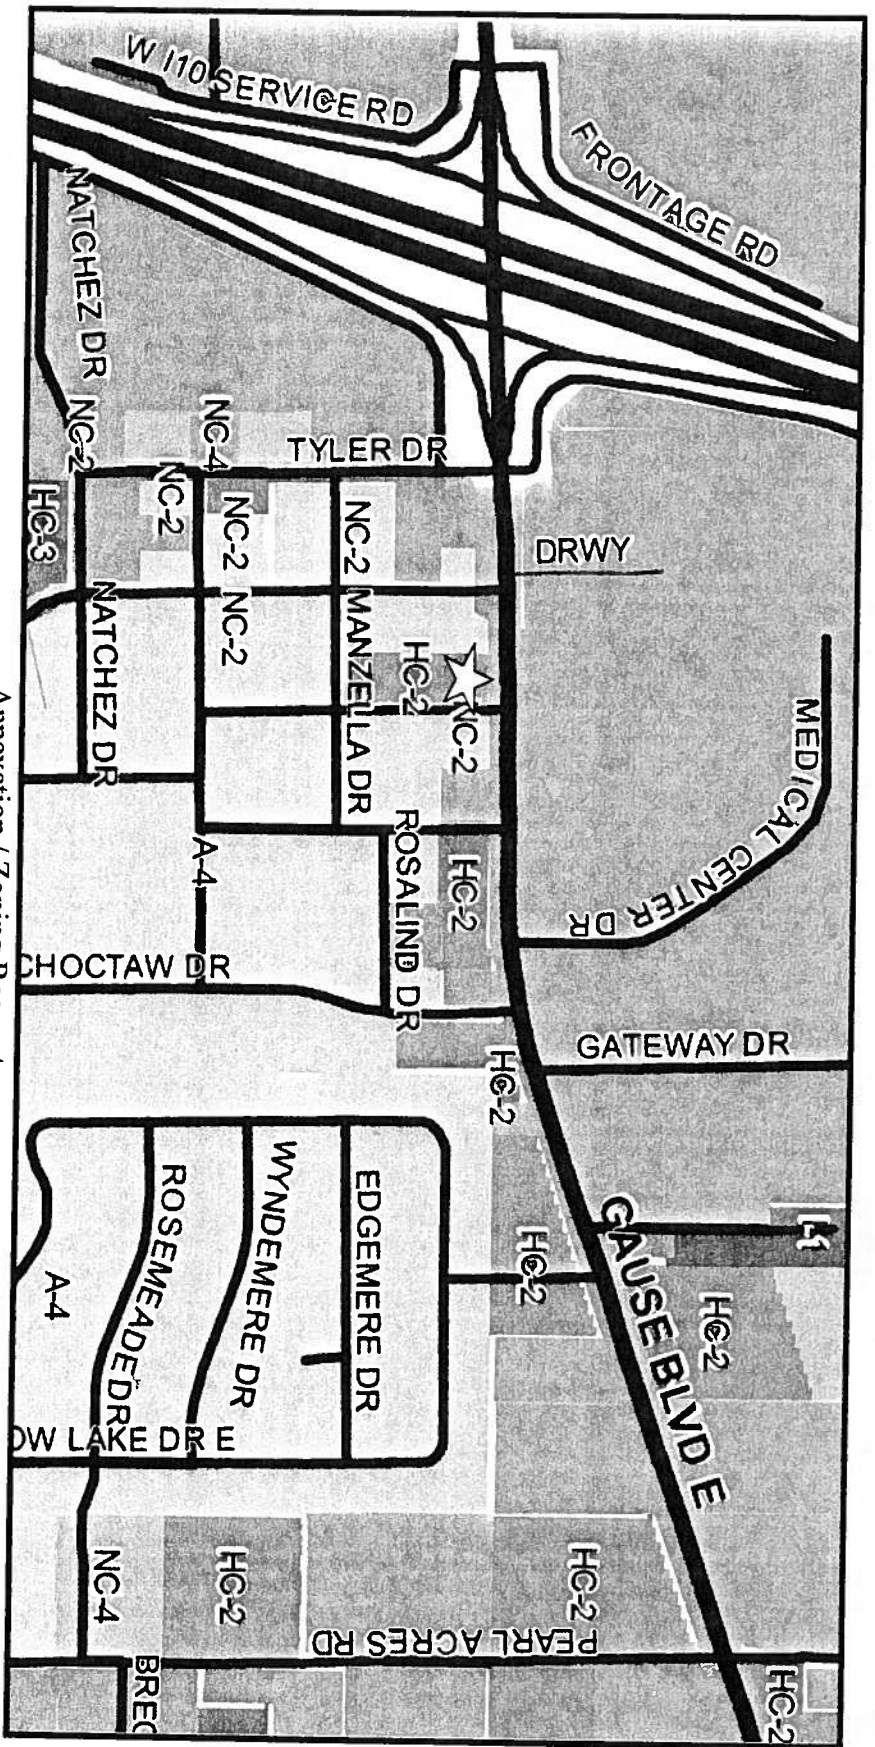 W I10 SERVICE RD
FRONTAGE RD
NATCHEZ DR
NC-2
NC-4
TYLER DR
HC-3
NC-2
NC-2
NC-2
DRWY
NATCHEZ DR
NC-2
MANZELLA DR
HC-2
NC-2
MEDICAL CENTER DR
A-4
ROSALIND DR
HC-2
CHOCTAW DR
GATEWAY DR
HC-2
ROSEMEADE DR
WYNDEMERE DR
EDGEMERE DR
HC-2
GAUSE BLVD E
I-1
HC-2
A-4
OW LAKE DR E
NC-4
HC-2
HC-2
PEARL ACRES RD
BREC
HC-2